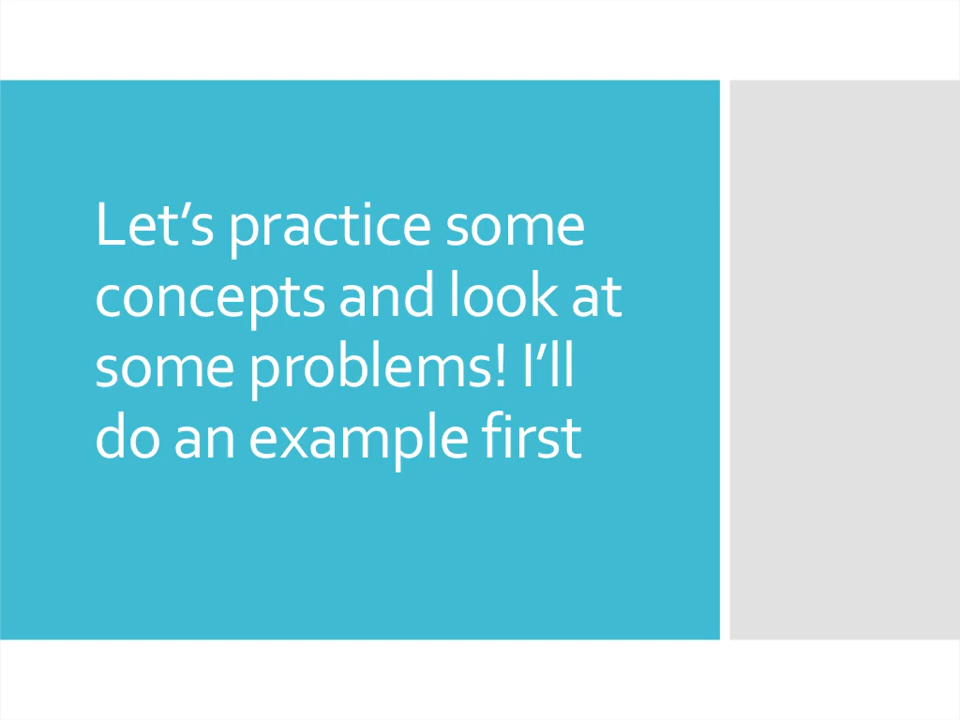 Let’s practice some
concepts and look at
some problems! I’ll
do an example first